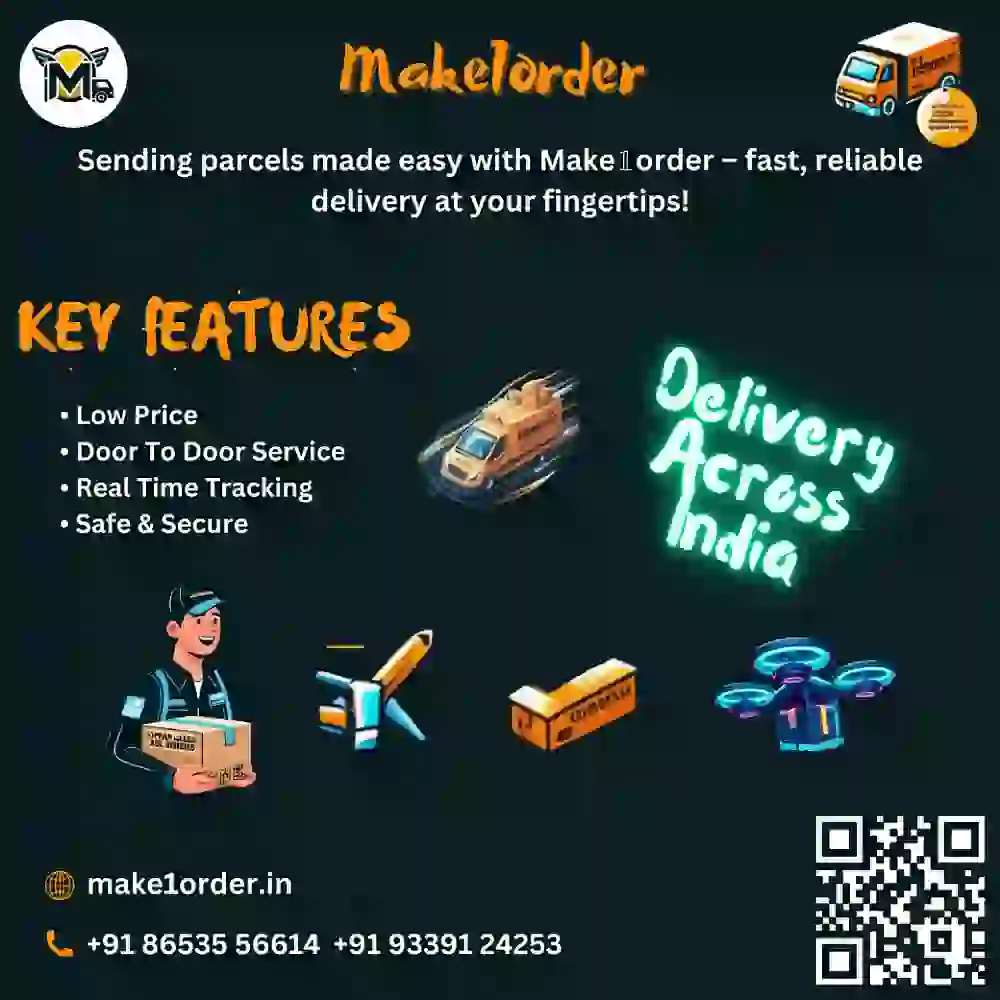 M
Make1order
Sending parcels made easy with Make1order – fast, reliable
delivery at your fingertips!
KEY FEATURES
• Low Price
• Door To Door Service
• Real Time Tracking
• Safe & Secure
Delivery
Across
India
make1order.in
+91 86535 56614 +91 93391 24253